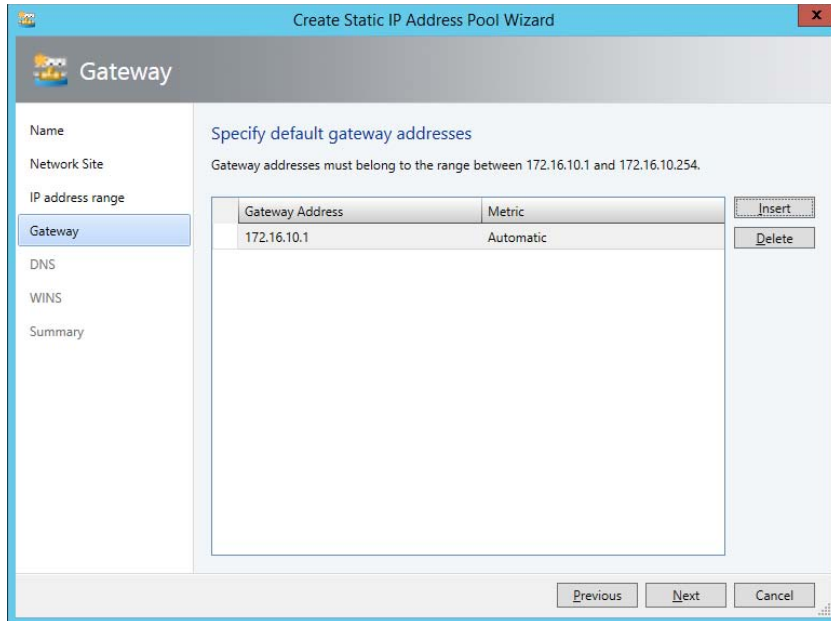 Create Static IP Address Pool Wizard
x
Gateway
Name
Network Site
IP address range
Gateway
DNS
WINS
Summary
Specify default gateway addresses
Gateway addresses must belong to the range between 172.16.10.1 and 172.16.10.254.
Gateway Address Metric
172.16.10.1 Automatic
Insert
Delete
Previous Next Cancel